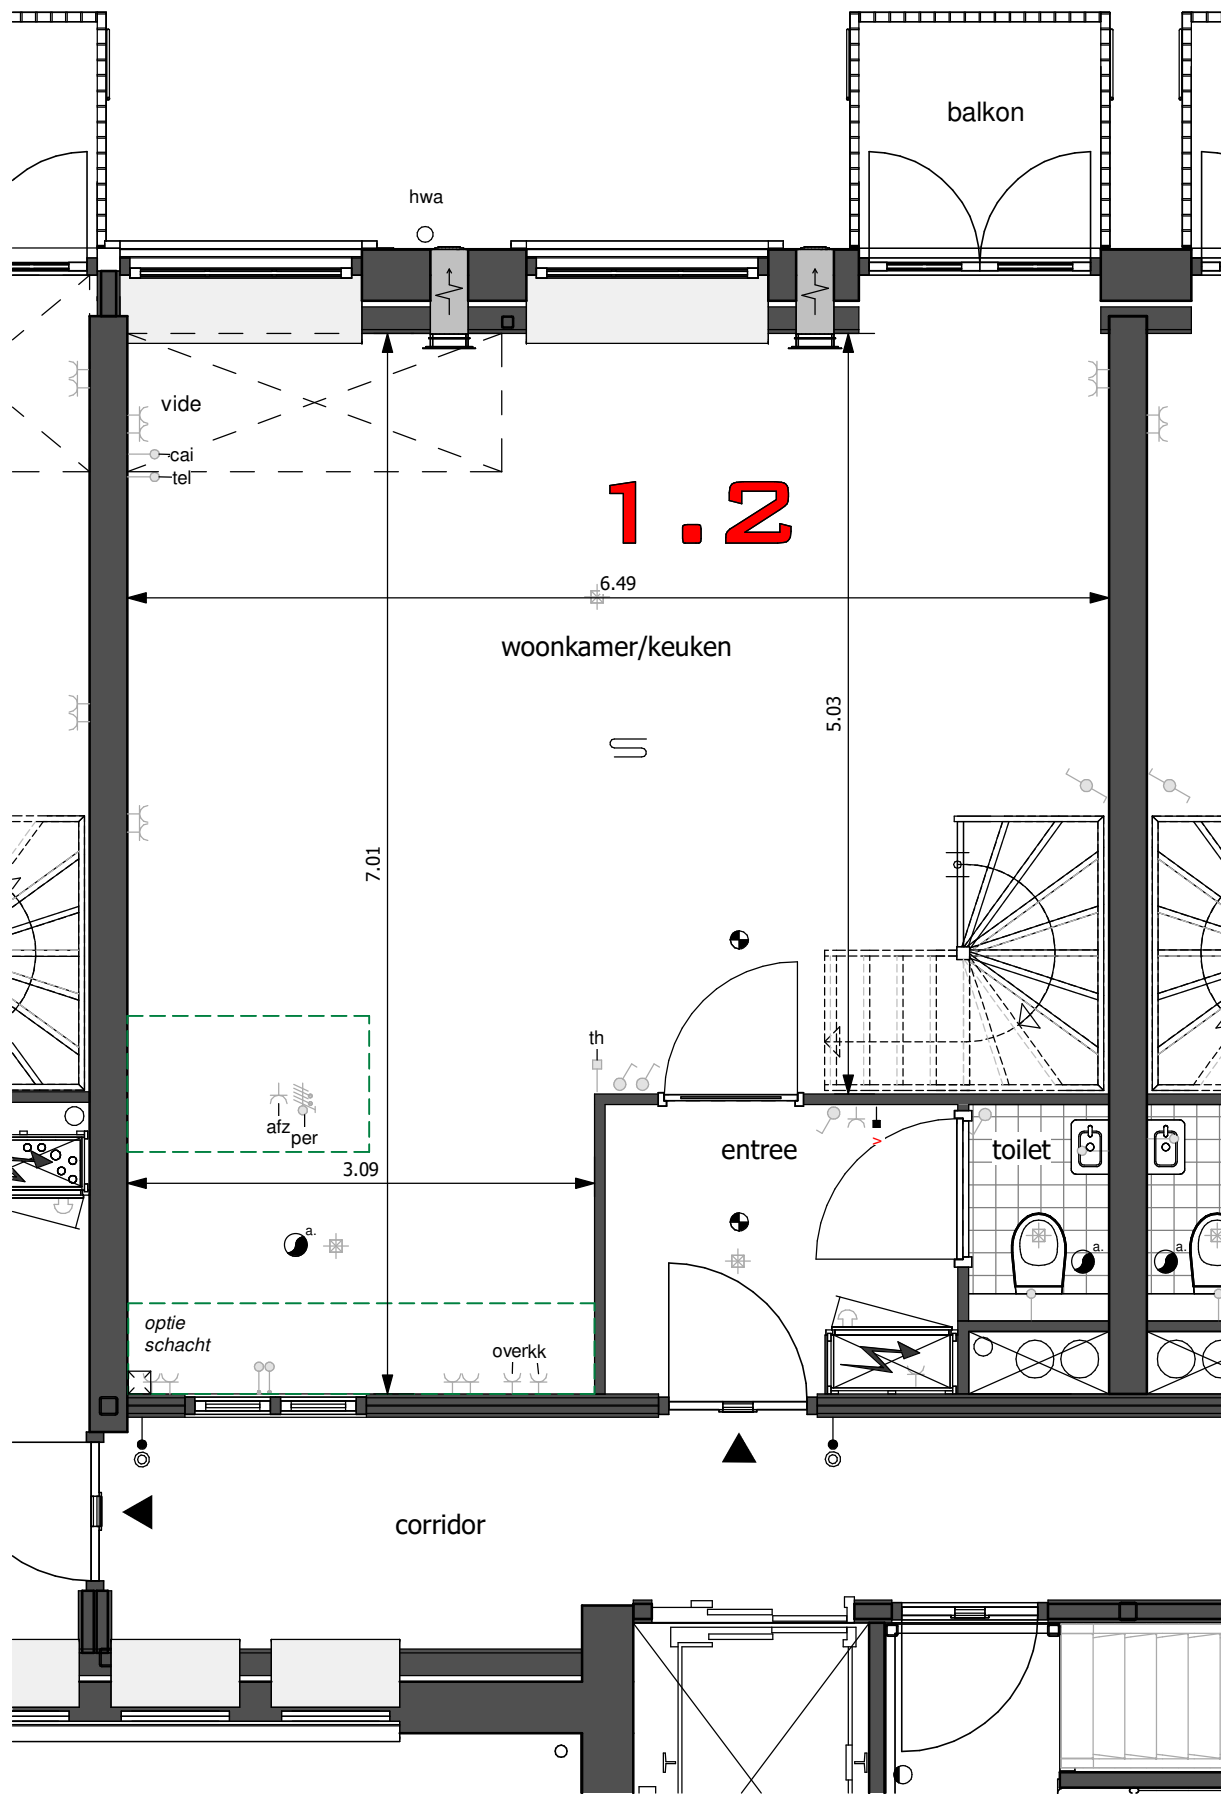 balkon
hwa
vide
cai
tel
1.2
6.49
woonkamer/keuken
5.03
7.01
th
afz
per
entree
toilet
v
3.09
a.
a.
a.
optie
schacht
overkk
corridor